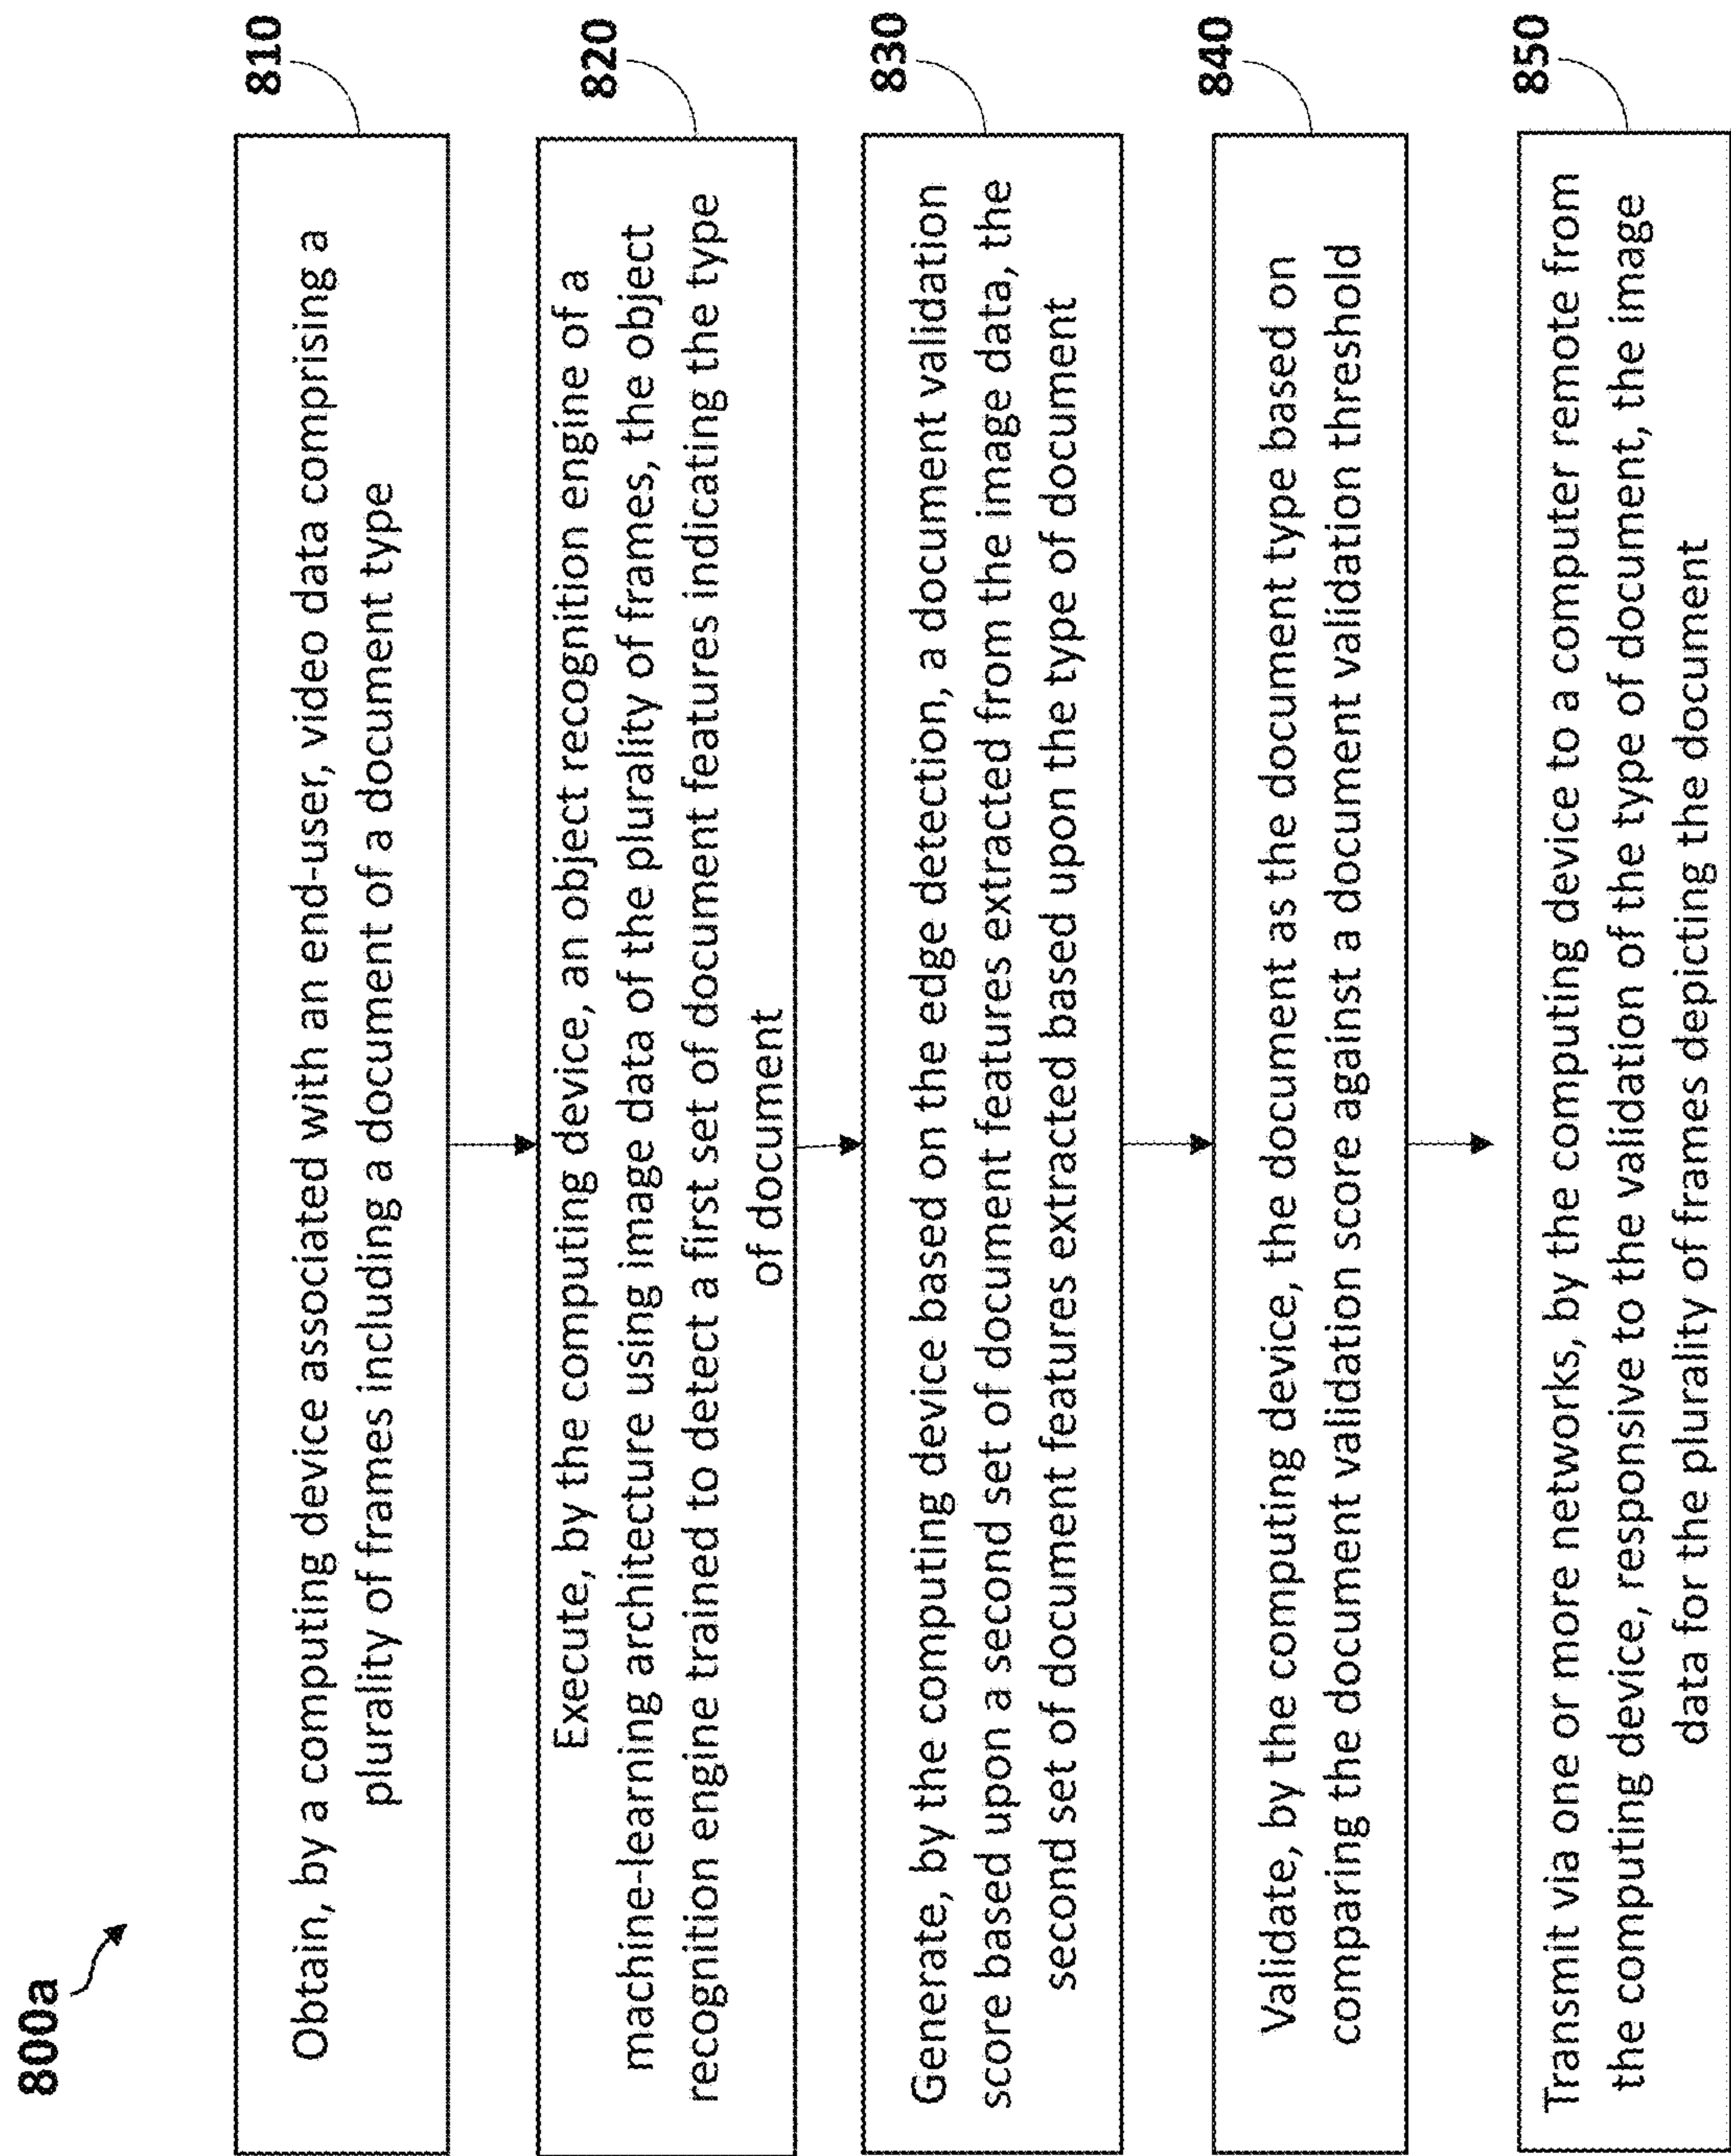 800a
810
Obtain, by a computing device associated with an end-user, video data comprising a
plurality of frames including a document of a document type
820
Execute, by the computing device, an object recognition engine of a
machine-learning architecture using image data of the plurality of frames, the object
recognition engine trained to detect a first set of document features indicating the type
of document
830
Generate, by the computing device based on the edge detection, a document validation
score based upon a second set of document features extracted from the image data, the
second set of document features extracted based upon the type of document
840
Validate, by the computing device, the document as the document type based on
comparing the document validation score against a document validation threshold
850
Transmit via one or more networks, by the computing device to a computer remote from
the computing device, responsive to the validation of the type of document, the image
data for the plurality of frames depicting the document